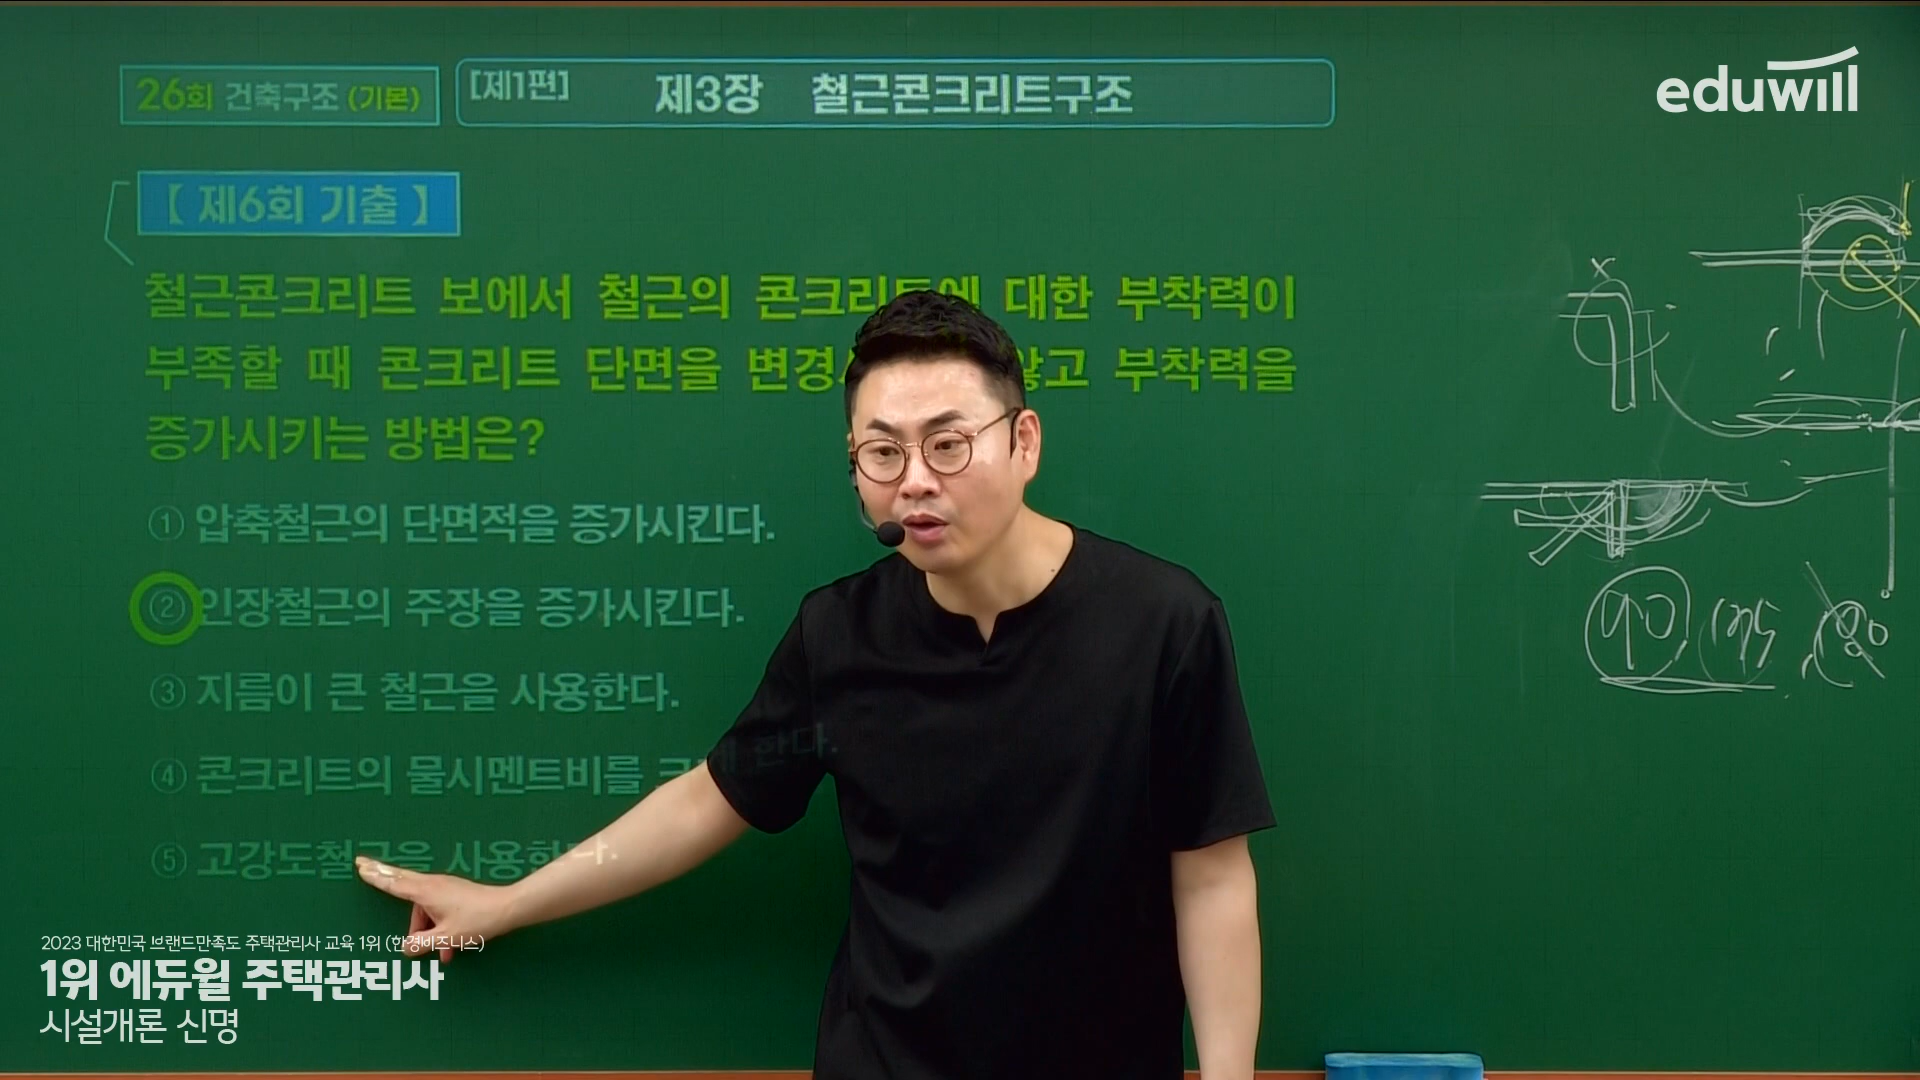 eduwill
26회 건축구조 (기본)
[제1편] 제3장 철근콘크리트구조
【 제6회 기출 】
철근콘크리트 보에서 철근의 콘크리트에 대한 부착력이
부족할 때 콘크리트 단면을 변경시 않고 부착력을
증가시키는 방법은?
① 압축철근의 단면적을 증가시킨다.
② 인장철근의 주장을 증가시킨다.
③ 지름이 큰 철근을 사용한다.
④ 콘크리트의 물시멘트비를 크게 한다.
⑤ 고강도철근을 사용한다.
x
90, 135, 180
2023 대한민국 브랜드만족도 주택관리사 교육 1위 (한경비즈니스)
1위 에듀윌 주택관리사
시설개론 신명